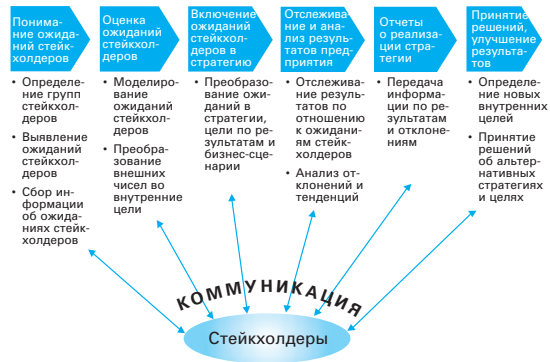 Понима-
ние ожида-
ний стейк-
холдеров
Оценка
ожиданий
стейкхол-
деров
Включение
ожиданий
стейкхол-
деров в
стратегию
Отслежива-
ние и ана-
лиз резуль-
татов пред-
приятия
Отчеты
о реализа-
ции стра-
тегии
Принятие
решений,
улучшение
результа-
тов
• Определе-
ние групп
стейкхол-
деров
• Выявление
ожиданий
стейкхол-
деров
• Сбор ин-
формации
об ожида-
ниях стейк-
холдеров
• Моделиро-
вание
ожиданий
стейкхол-
деров
• Преобра-
зование
внешних
чисел во
внутренние
цели
• Преобразо-
вание ожи-
даний в
стратегии,
цели по ре-
зультатам и
бизнес-сце-
нарии
• Отслежи-
вание резуль-
татов по
отношению
к ожидани-
ям стейк-
холдеров
• Анализ от-
клонений и
тенденций
• Передача
информа-
ции по ре-
зультатам
и отклоне-
ниям
• Определе-
ние новых
внутренних
целей
• Принятие
решений
об альтер-
нативных
стратегиях
и целях
КОММУНИКАЦИЯ
Стейкхолдеры